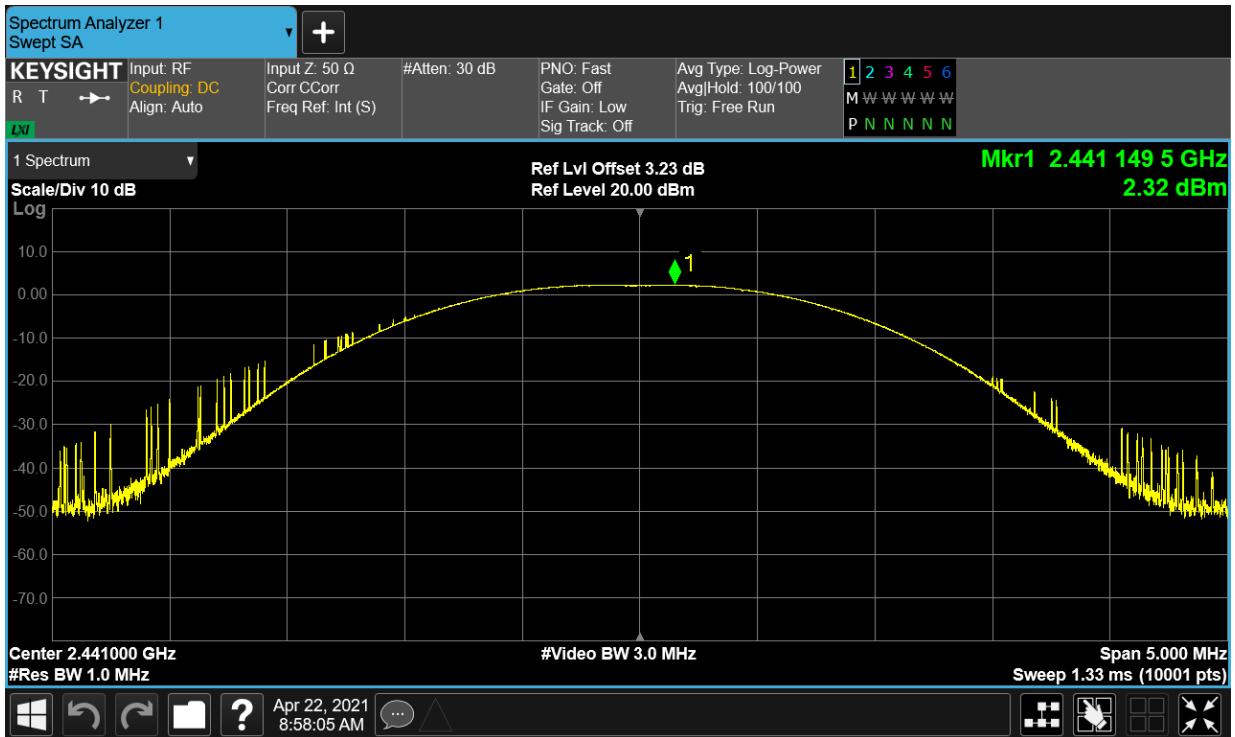 Spectrum Analyzer 1
Swept SA
+
KEYSIGHT
R T
LXI
Input: RF
Coupling: DC
Align: Auto
Input Z: 50 Ω
Corr CCorr
Freq Ref: Int (S)
#Atten: 30 dB
PNO: Fast
Gate: Off
IF Gain: Low
Sig Track: Off
Avg Type: Log-Power
Avg|Hold: 100/100
Trig: Free Run
1 2 3 4 5 6
M W W W W W
P N N N N N N
1 Spectrum
Scale/Div 10 dB
Log
Ref Lvl Offset 3.23 dB
Ref Level 20.00 dBm
Mkr1 2.441 149 5 GHz
2.32 dBm
1
10.0
0.00
-10.0
-20.0
-30.0
-40.0
-50.0
-60.0
-70.0
Center 2.441000 GHz
#Res BW 1.0 MHz
#Video BW 3.0 MHz
Span 5.000 MHz
Sweep 1.33 ms (10001 pts)
?
Apr 22, 2021
8:58:05 AM